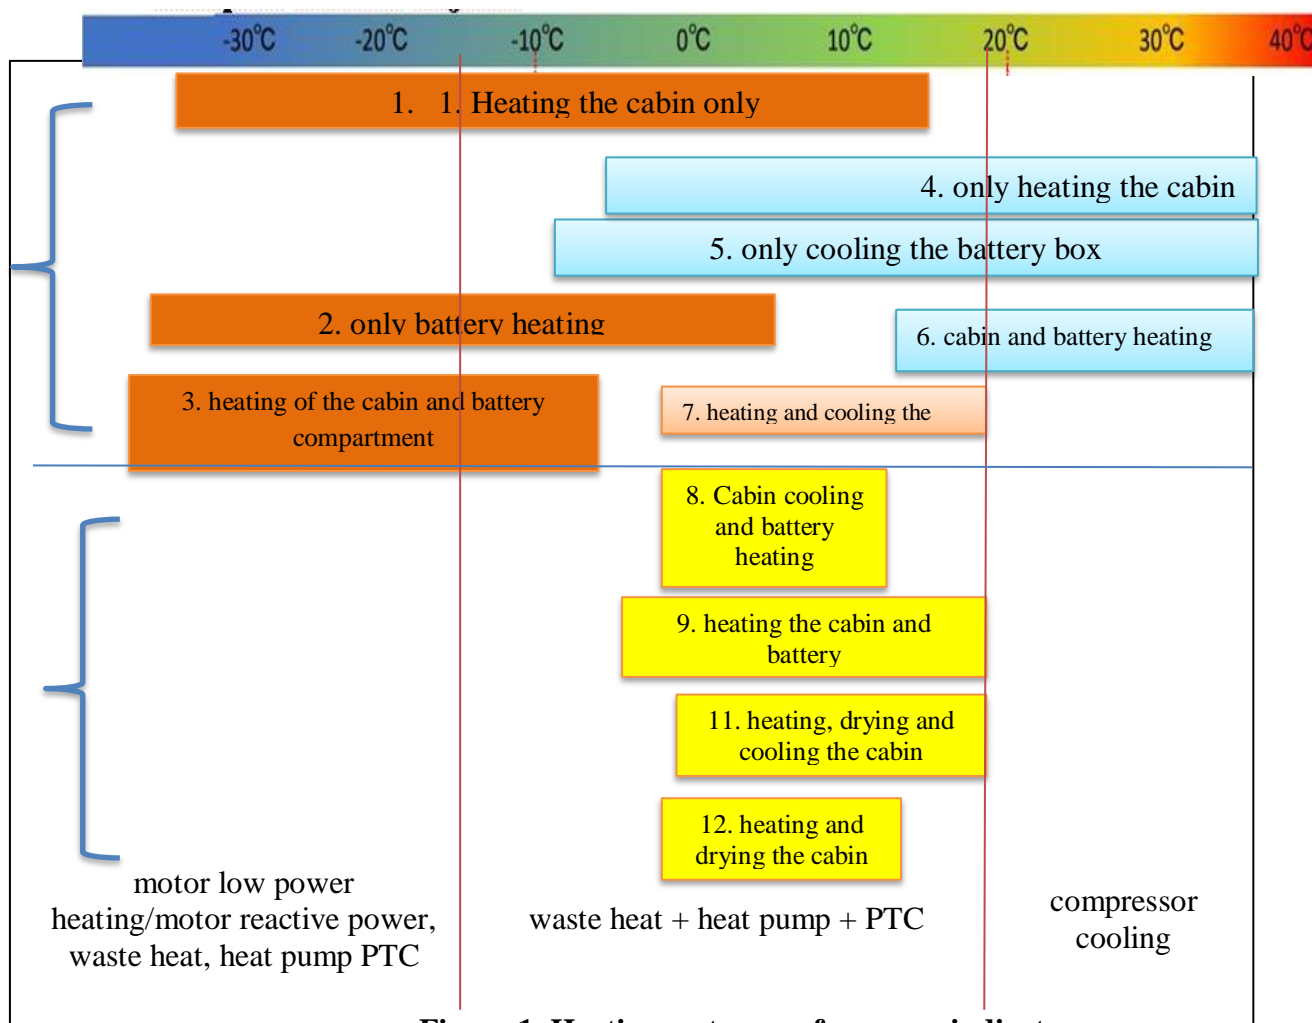 -30°C -20°C -10°C 0°C 10°C 20°C 30°C 40°C
1. 1. Heating the cabin only
4. only heating the cabin
5. only cooling the battery box
2. only battery heating
6. cabin and battery heating
3. heating of the cabin and battery
compartment
7. heating and cooling the
8. Cabin cooling
and battery
heating
9. heating the cabin and
battery
11. heating, drying and
cooling the cabin
12. heating and
drying the cabin
motor low power
heating/motor reactive power,
waste heat, heat pump PTC
waste heat + heat pump + PTC
compressor
cooling
Figure 1. Heating